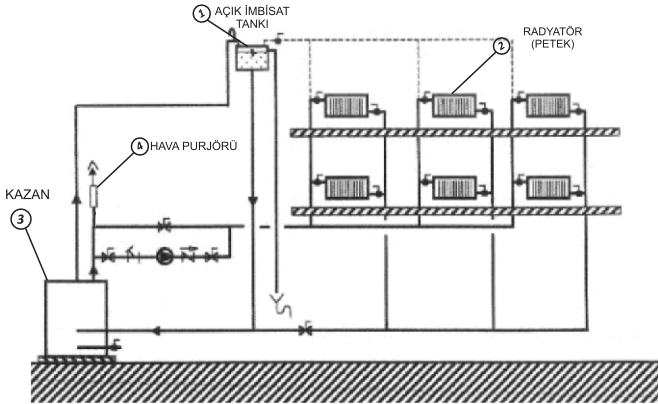 1 AÇIK İMBİSAT
TANKI
2 RADYATÖR
(PETEK)
4 HAVA PURJÖRÜ
KAZAN
3